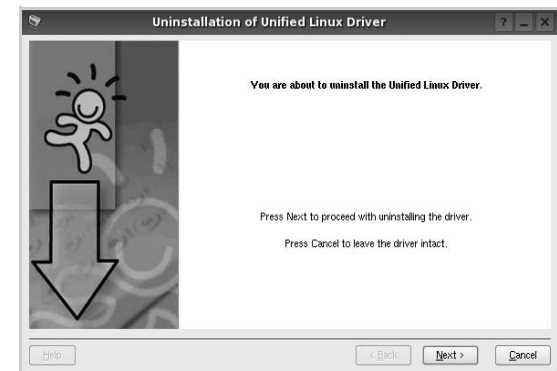 Uninstallation of Unified Linux Driver
You are about to uninstall the Unified Linux Driver.
Press Next to proceed with uninstalling the driver.
Press Cancel to leave the driver intact.
Help
< Back
Next >
Cancel